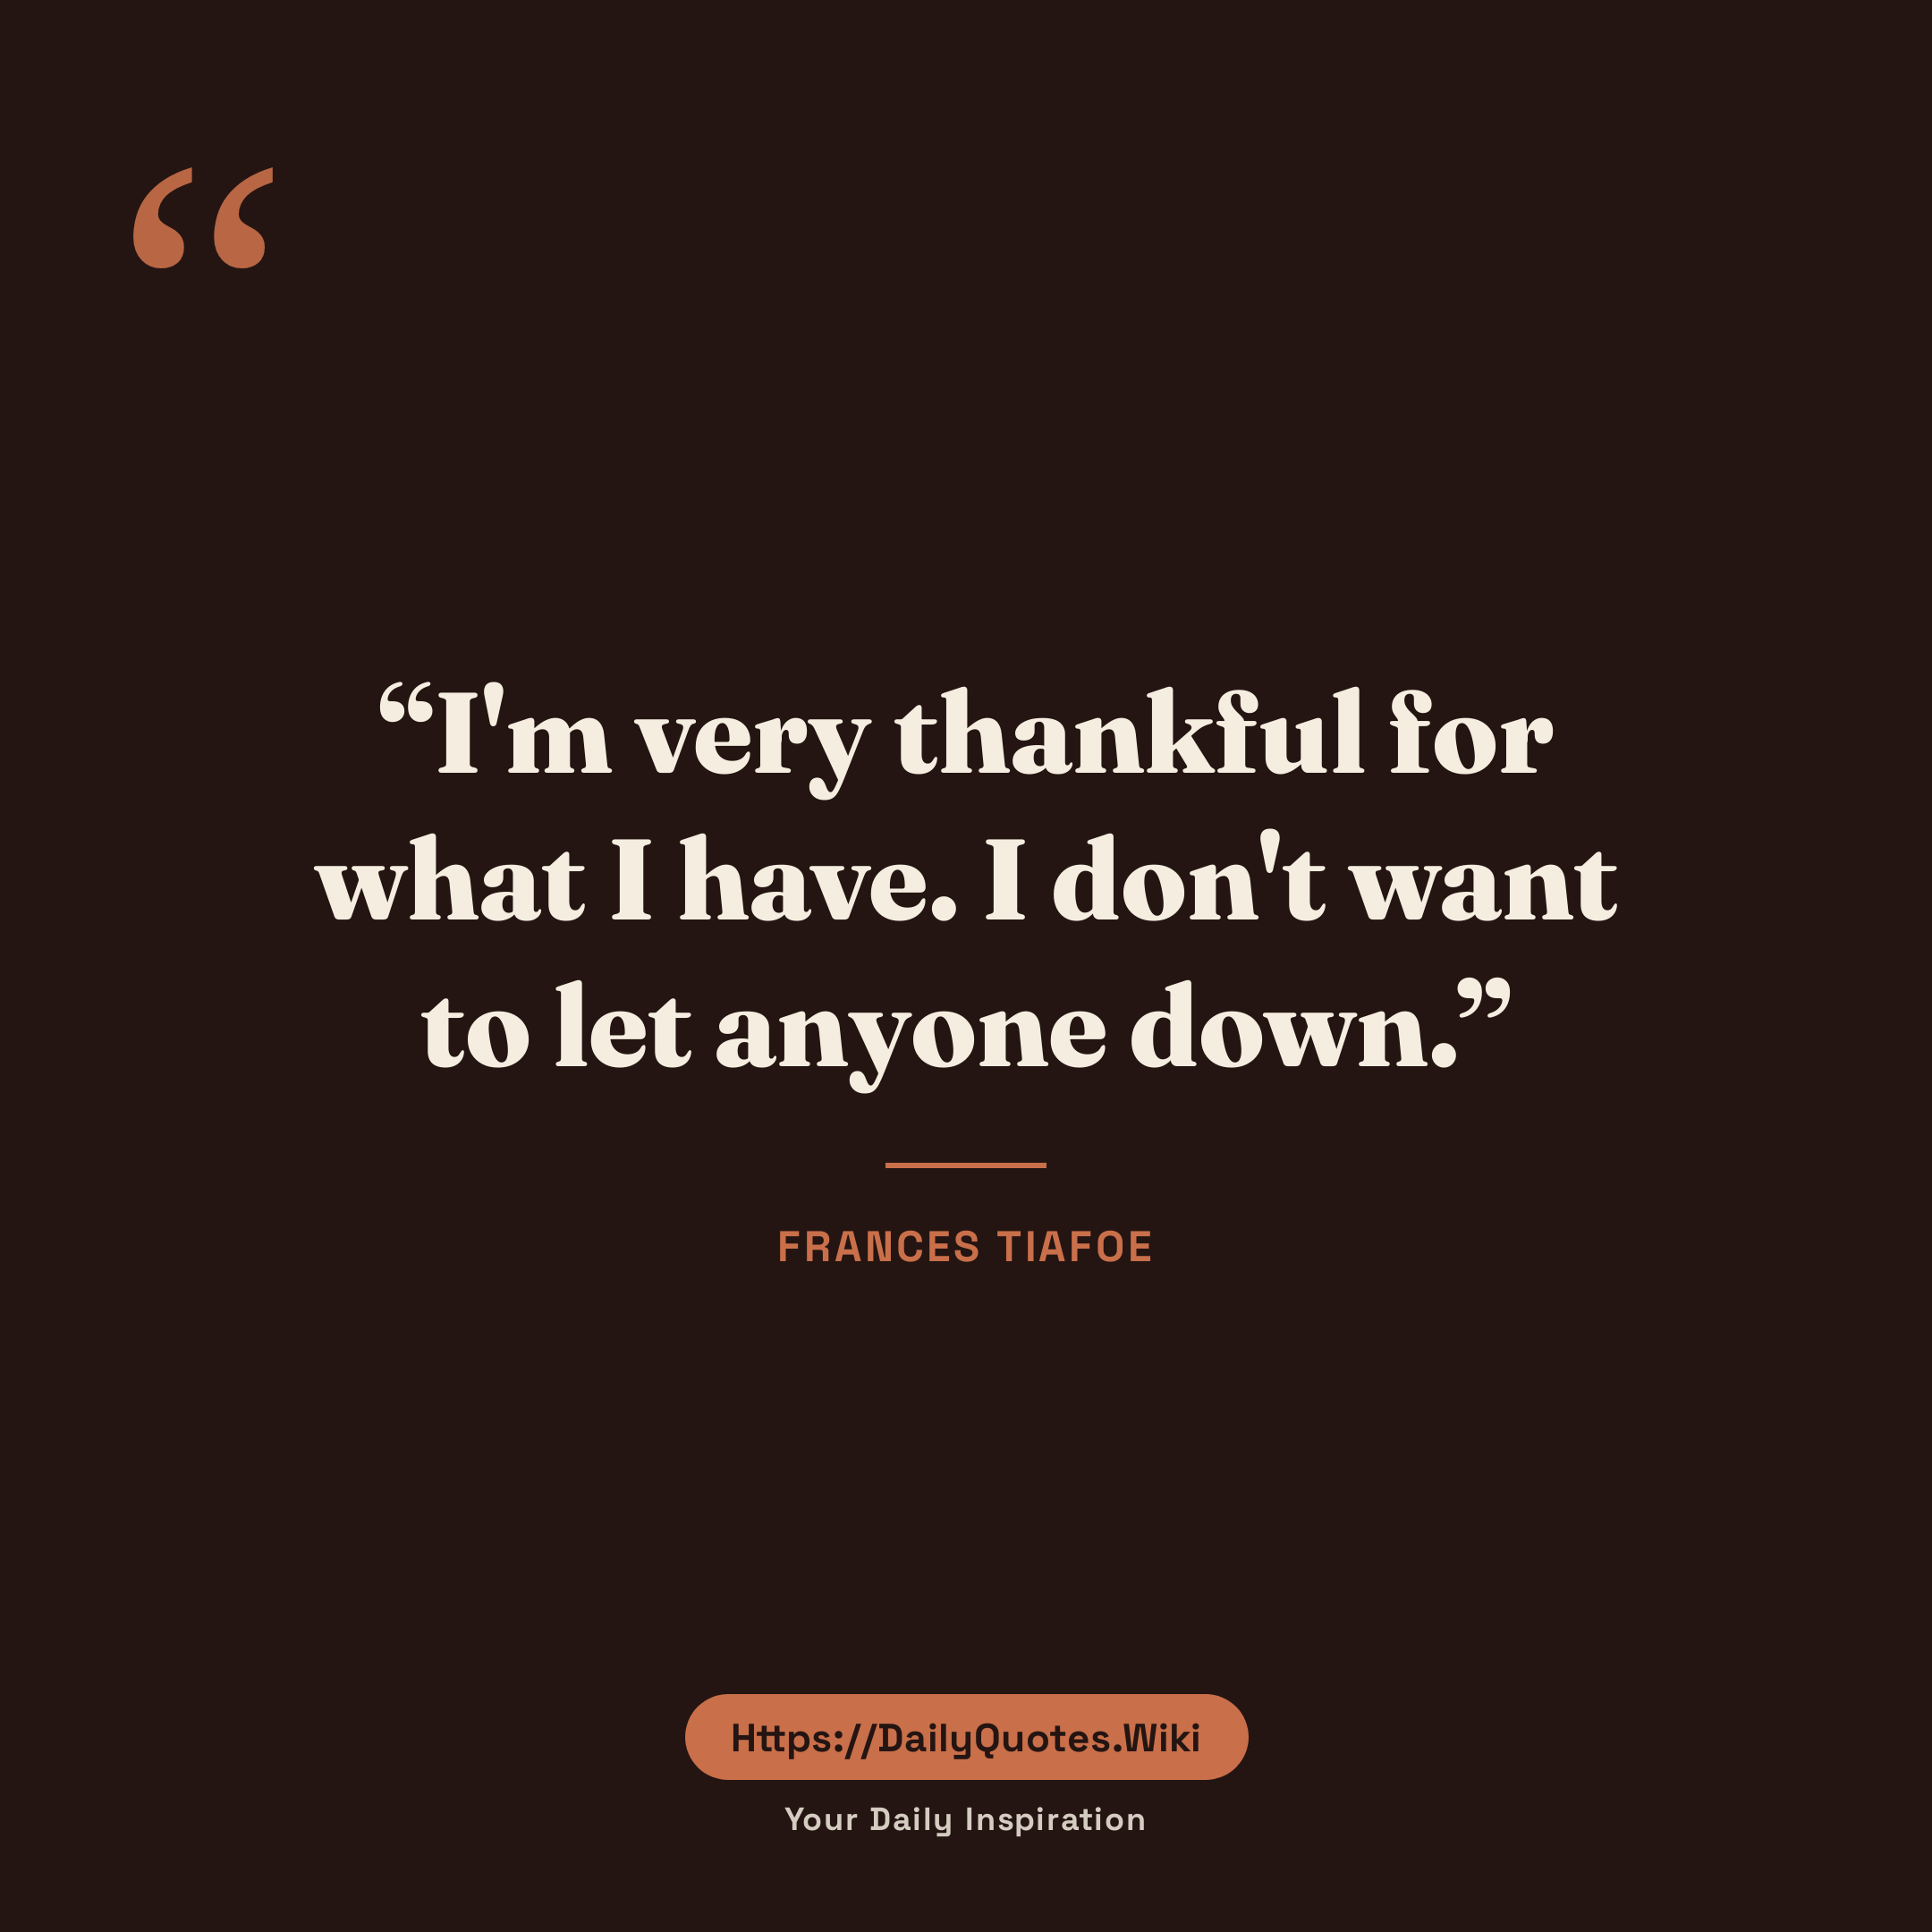 “
“I'm very thankful for
what I have. I don't want
to let anyone down.”
FRANCES TIAFOE
Https://DailyQuotes.Wiki
Your Daily Inspiration